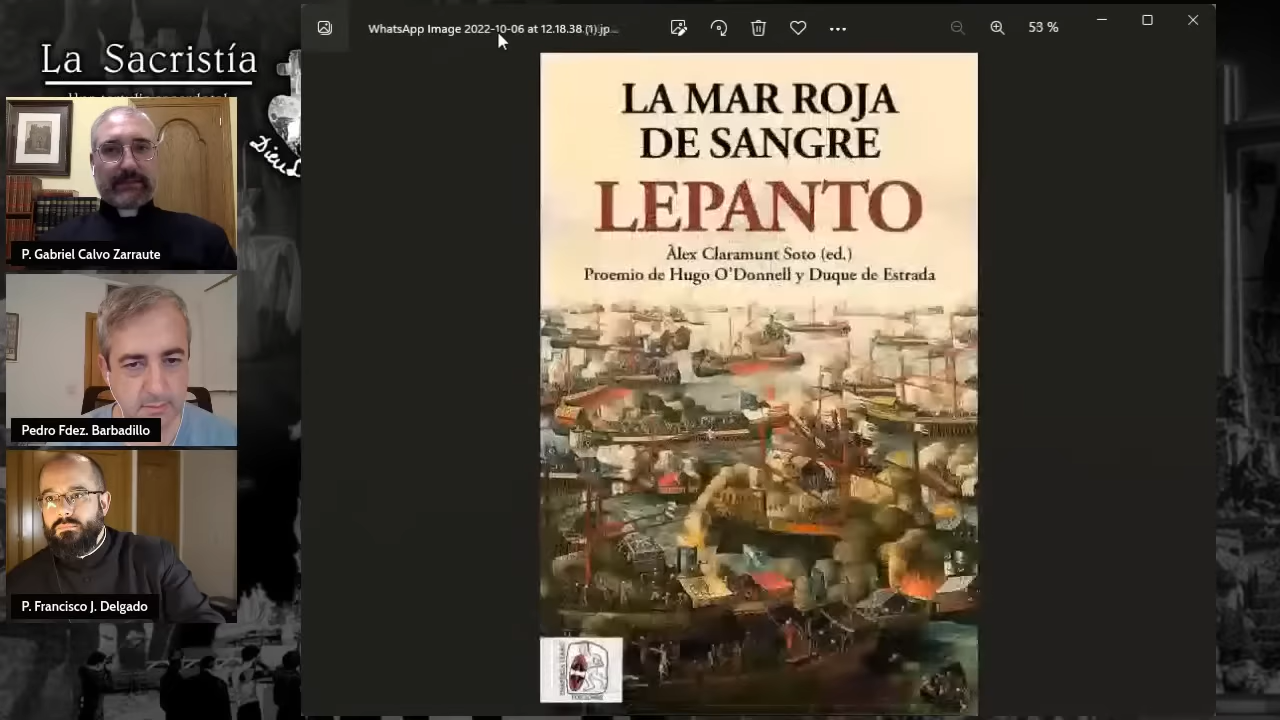 La Sacristía
WhatsApp Image 2022-10-06 at 12.18.38 (1).jp...
53 %
P. Gabriel Calvo Zarraute
Pedro Fdez. Barbadillo
P. Francisco J. Delgado
LA MAR ROJA
DE SANGRE
LEPANTO
Àlex Claramunt Soto (ed.)
Proemio de Hugo O'Donnell y Duque de Estrada